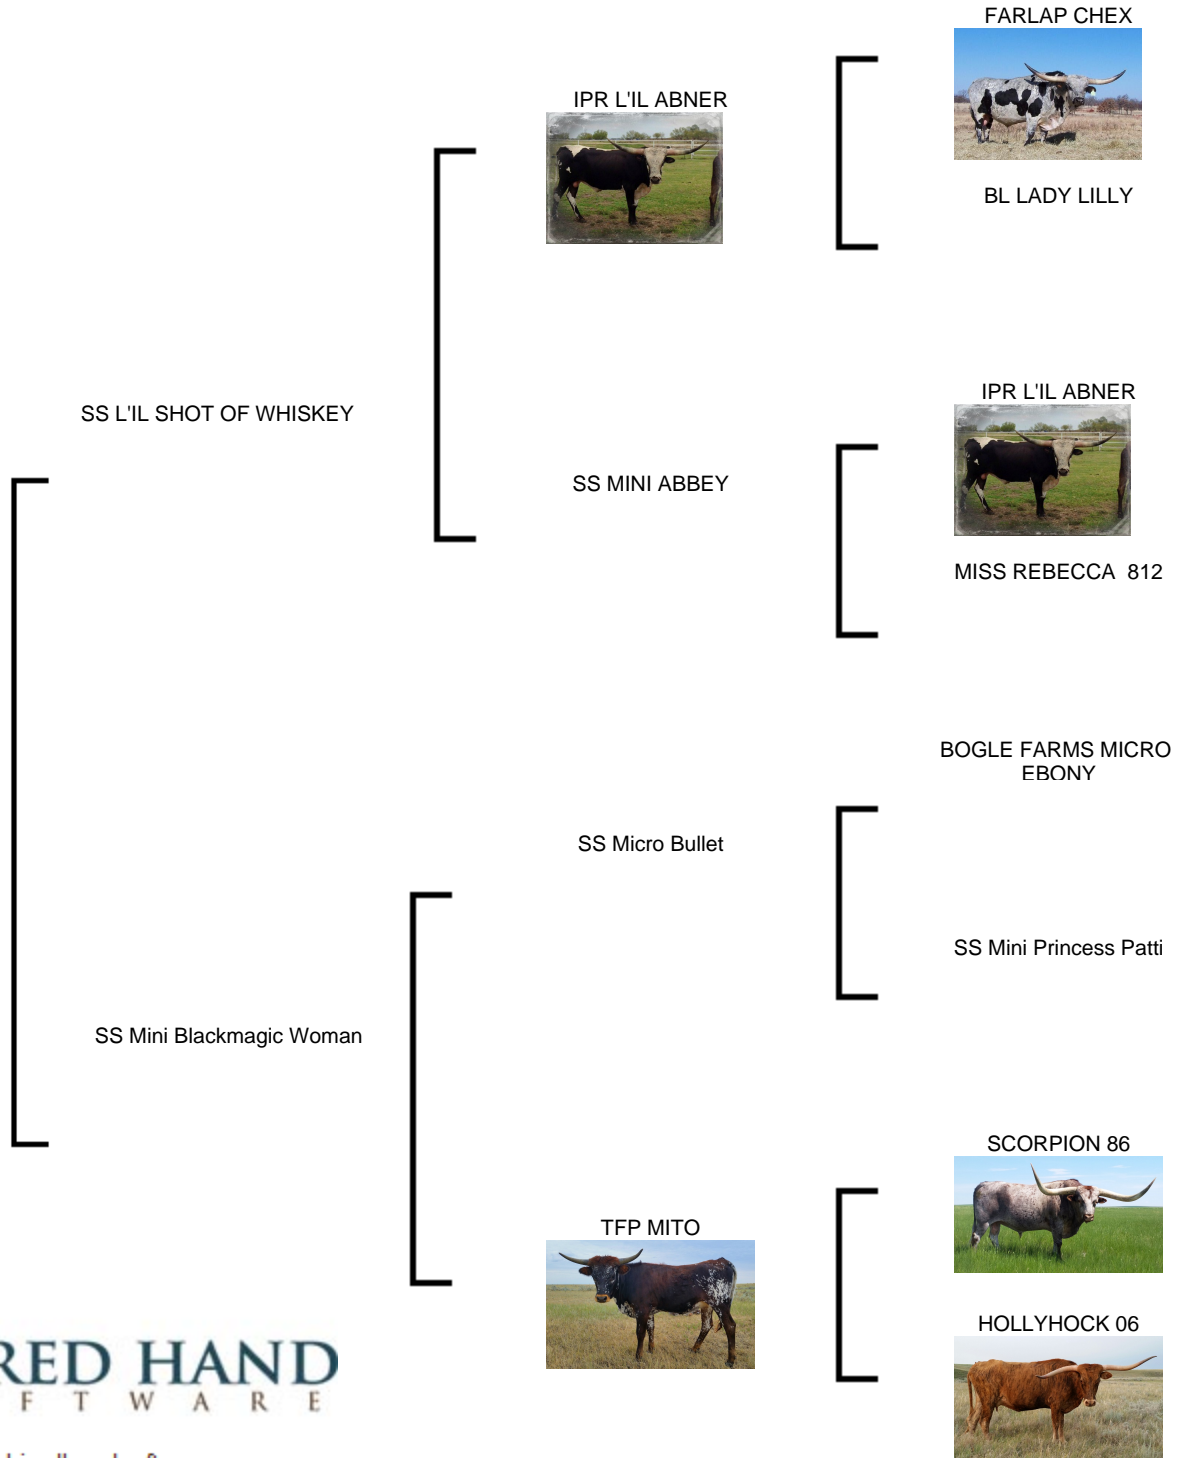 FARLAP CHEX
IPR L'IL ABNER
BL LADY LILLY
SS L'IL SHOT OF WHISKEY
IPR L'IL ABNER
SS MINI ABBEY
MISS REBECCA 812
BOGLE FARMS MICRO
EBONY
SS Micro Bullet
SS Mini Princess Patti
SS Mini Blackmagic Woman
SCORPION 86
TFP MITO
HOLLYHOCK 06
RED HAND
F T W A R E